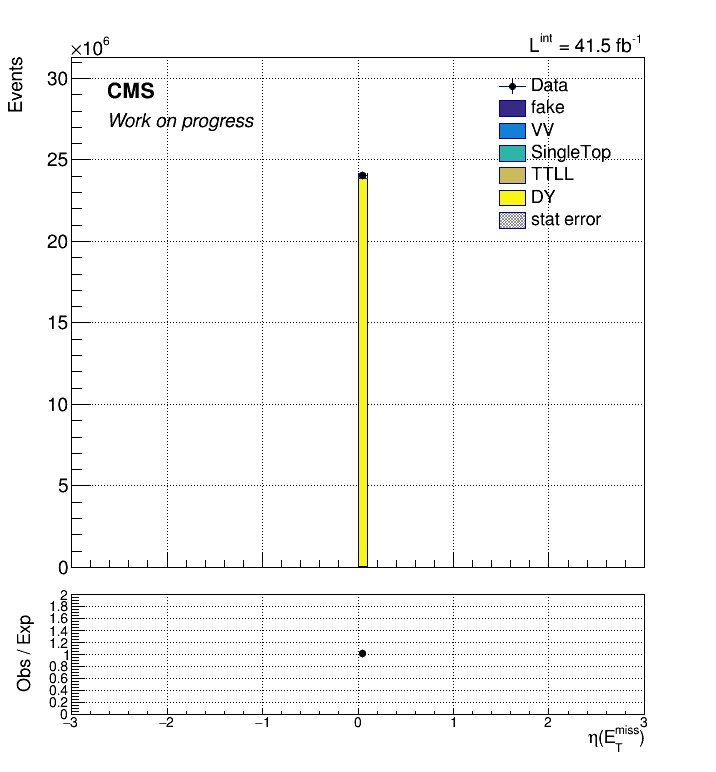 ×10⁶
L^int = 41.5 fb⁻¹
Events
CMS
Work on progress
Data
fake
VV
SingleTop
TTLL
DY
stat error
30
25
20
15
10
5
0
Obs / Exp
2
1.8
1.6
1.4
1.2
1
0.8
0.6
0.4
0.2
0
−3 −2 −1 0 1 2 3
η(E_T^miss)